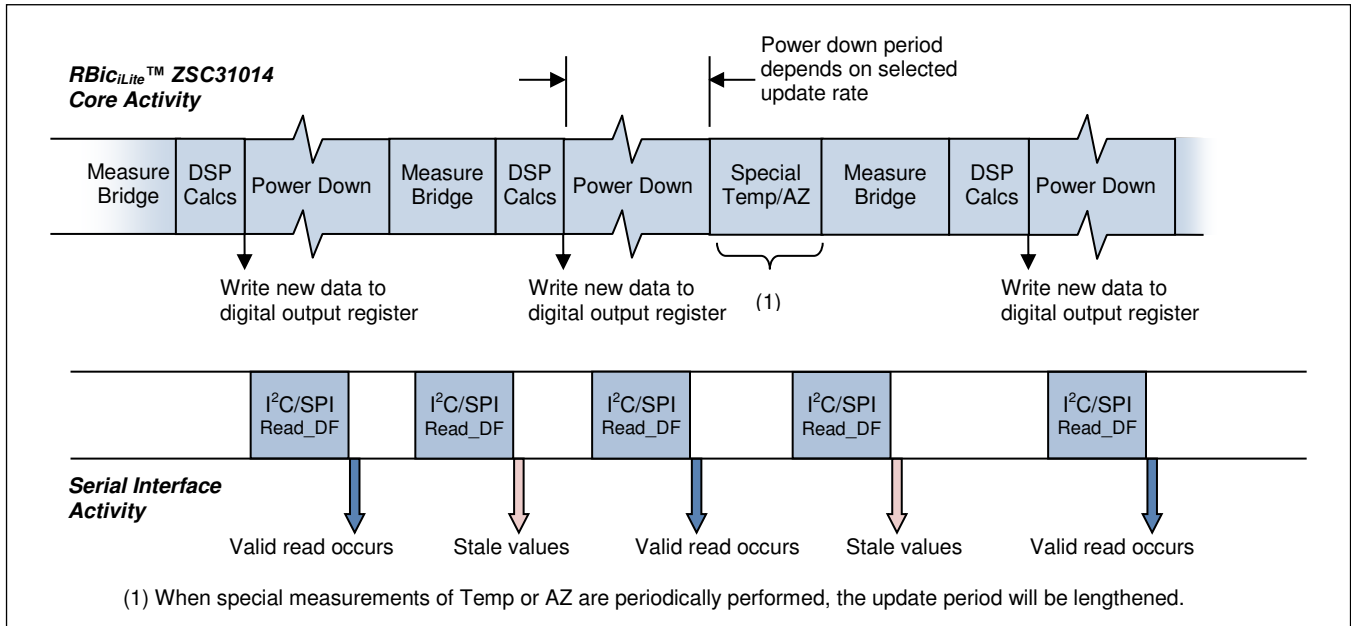 RBiciLite™ ZSC31014
Core Activity
Power down period
depends on selected
update rate
Measure
Bridge
DSP
Calcs
Power Down
Measure
Bridge
DSP
Calcs
Power Down
Special
Temp/AZ
Measure
Bridge
DSP
Calcs
Power Down
Write new data to
digital output register
Write new data to
digital output register
(1)
Write new data to
digital output register
I²C/SPI
Read_DF
I²C/SPI
Read_DF
I²C/SPI
Read_DF
I²C/SPI
Read_DF
I²C/SPI
Read_DF
Serial Interface
Activity
Valid read occurs
Stale values
Valid read occurs
Stale values
Valid read occurs
(1) When special measurements of Temp or AZ are periodically performed, the update period will be lengthened.